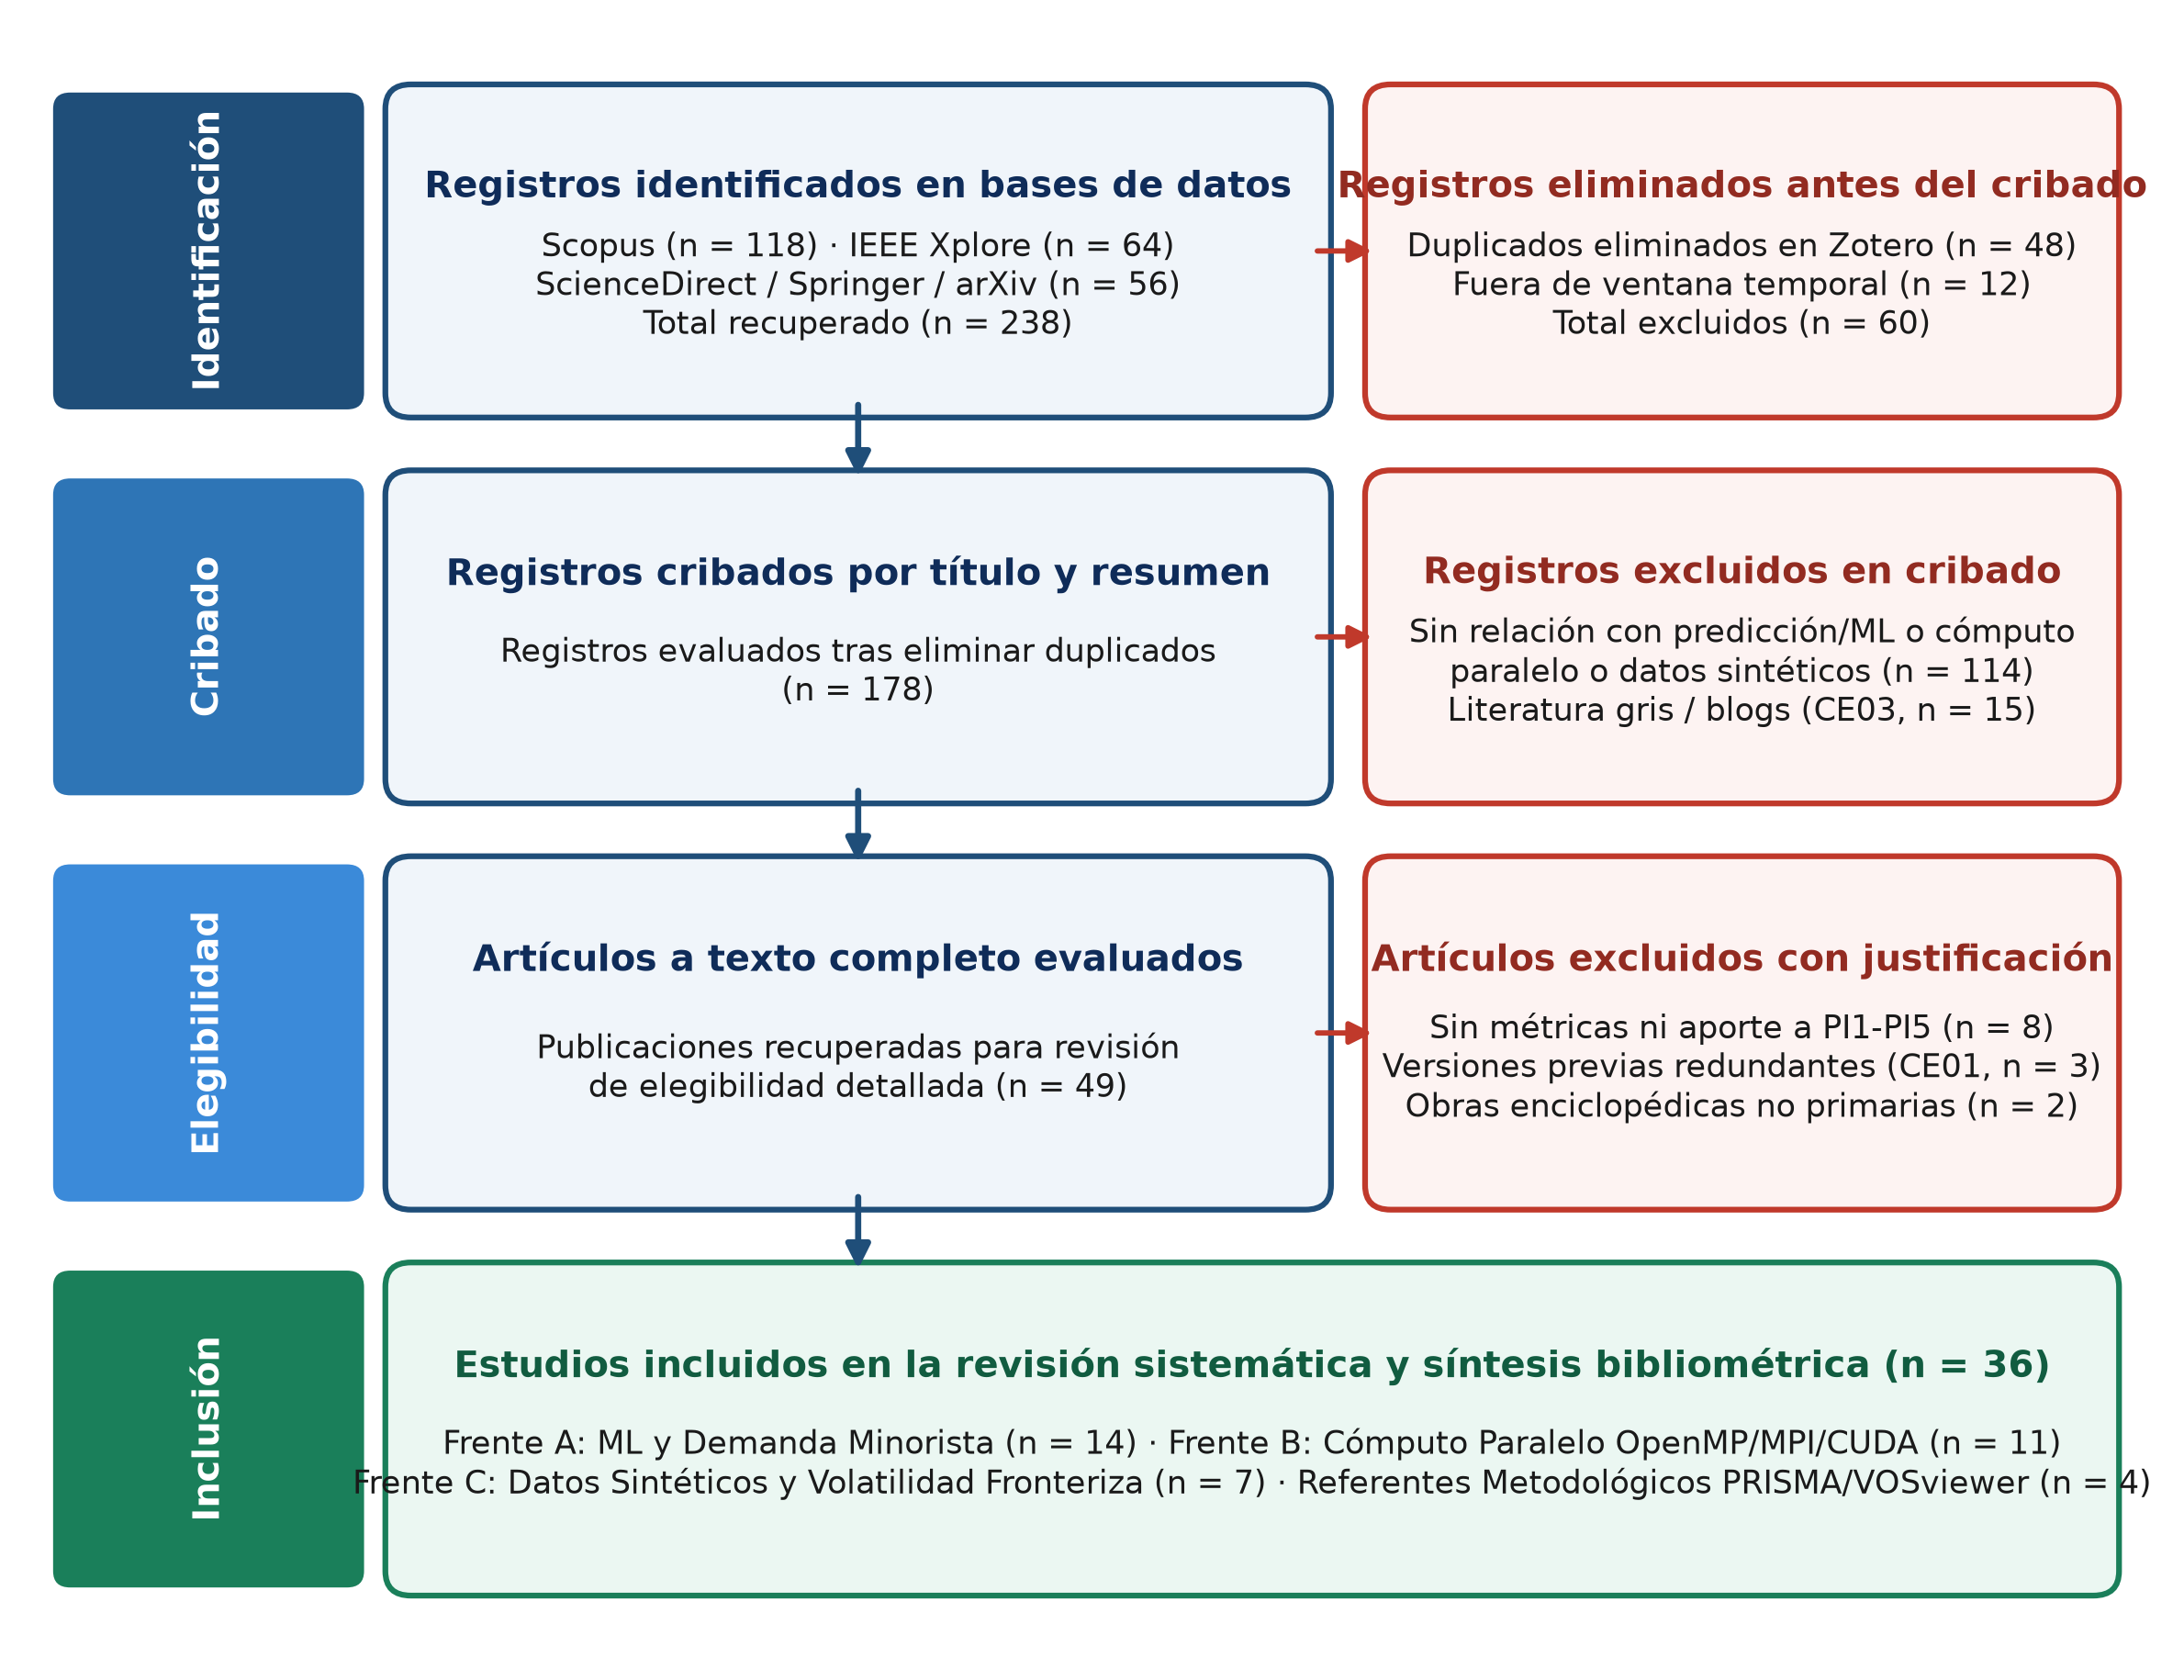 Identificación
Registros identificados en bases de datos
Scopus (n = 118) · IEEE Xplore (n = 64)
ScienceDirect / Springer / arXiv (n = 56)
Total recuperado (n = 238)
Registros eliminados antes del cribado
Duplicados eliminados en Zotero (n = 48)
Fuera de ventana temporal (n = 12)
Total excluidos (n = 60)
Cribado
Registros cribados por título y resumen
Registros evaluados tras eliminar duplicados
(n = 178)
Registros excluidos en cribado
Sin relación con predicción/ML o cómputo
paralelo o datos sintéticos (n = 114)
Literatura gris / blogs (CE03, n = 15)
Elegibilidad
Artículos a texto completo evaluados
Publicaciones recuperadas para revisión
de elegibilidad detallada (n = 49)
Artículos excluidos con justificación
Sin métricas ni aporte a PI1-PI5 (n = 8)
Versiones previas redundantes (CE01, n = 3)
Obras enciclopédicas no primarias (n = 2)
Inclusión
Estudios incluidos en la revisión sistemática y síntesis bibliométrica (n = 36)
Frente A: ML y Demanda Minorista (n = 14) · Frente B: Cómputo Paralelo OpenMP/MPI/CUDA (n = 11)
Frente C: Datos Sintéticos y Volatilidad Fronteriza (n = 7) · Referentes Metodológicos PRISMA/VOSviewer (n = 4)